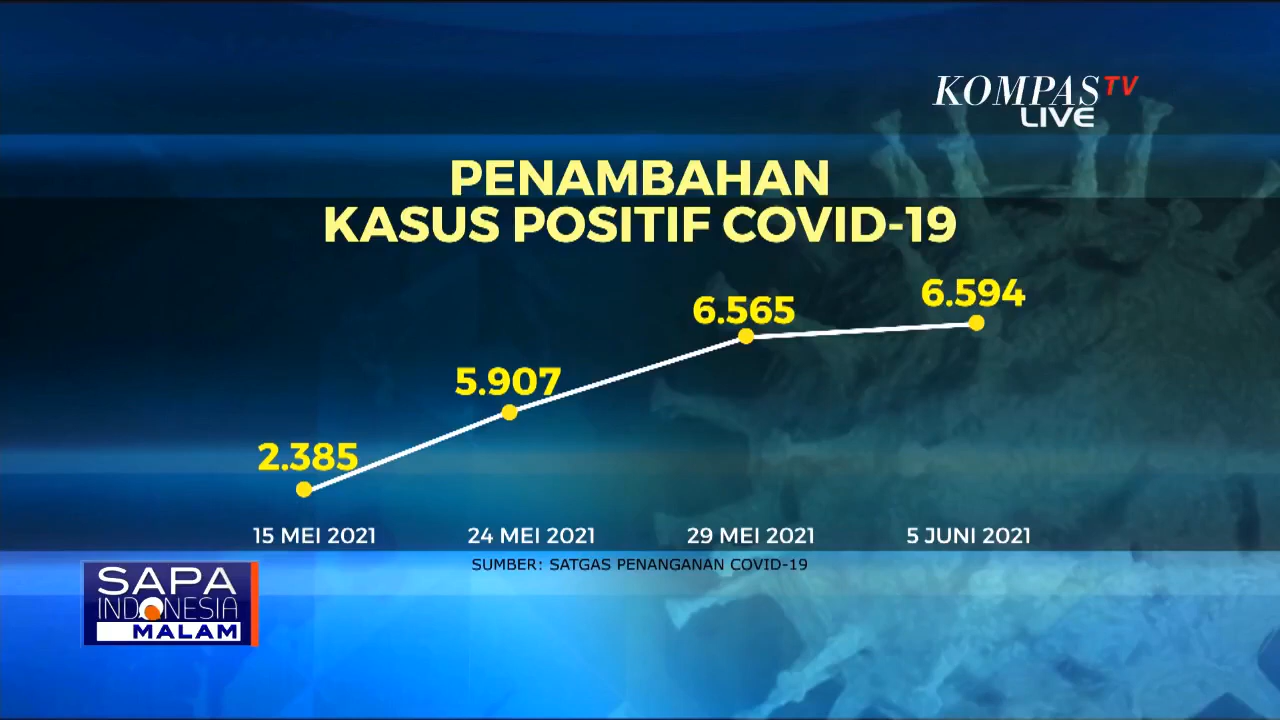 KOMPAS TV
LIVE
PENAMBAHAN
KASUS POSITIF COVID-19
2.385
5.907
6.565
6.594
15 MEI 2021
24 MEI 2021
29 MEI 2021
5 JUNI 2021
SUMBER: SATGAS PENANGANAN COVID-19
SAPA
INDONESIA
MALAM